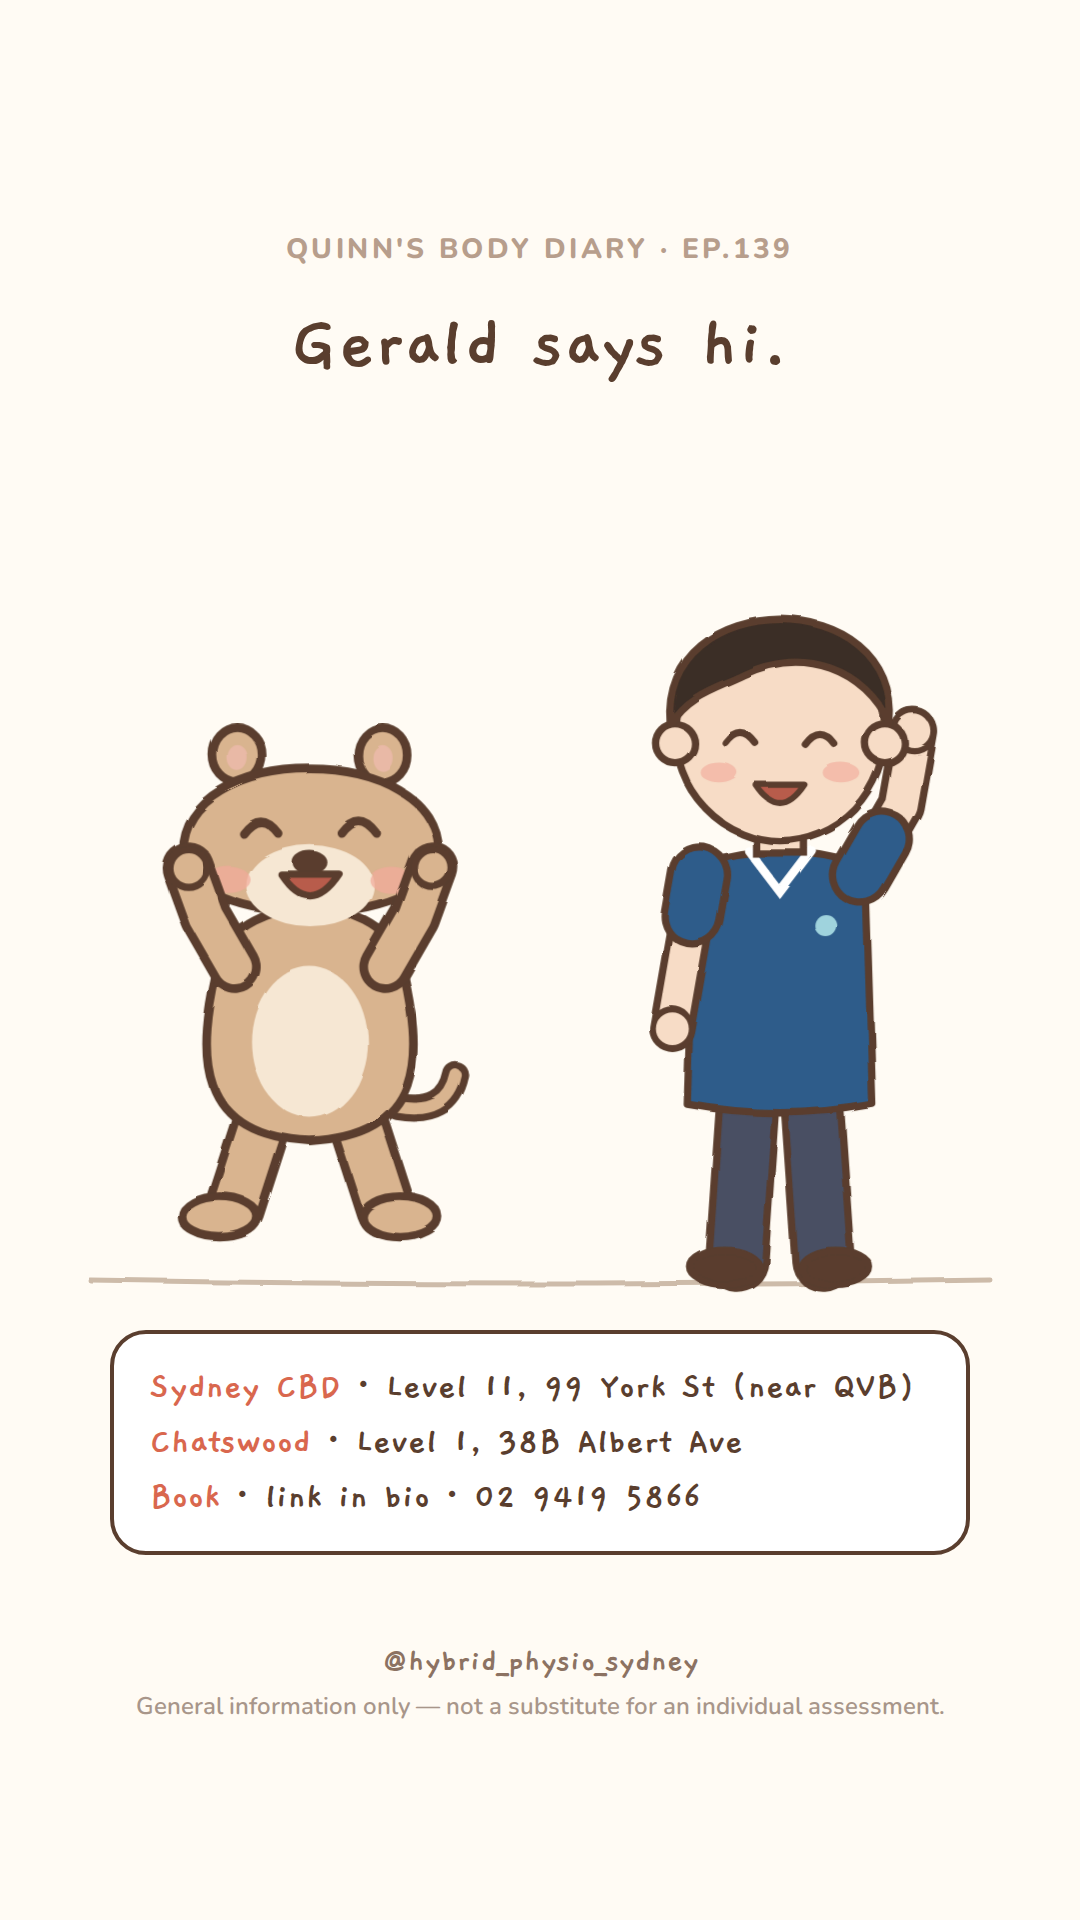 QUINN'S BODY DIARY · EP.139
Gerald says hi.
Sydney CBD · Level 11, 99 York St (near QVB)
Chatswood · Level 1, 38B Albert Ave
Book · link in bio · 02 9419 5866
@hybrid_physio_sydney
General information only — not a substitute for an individual assessment.